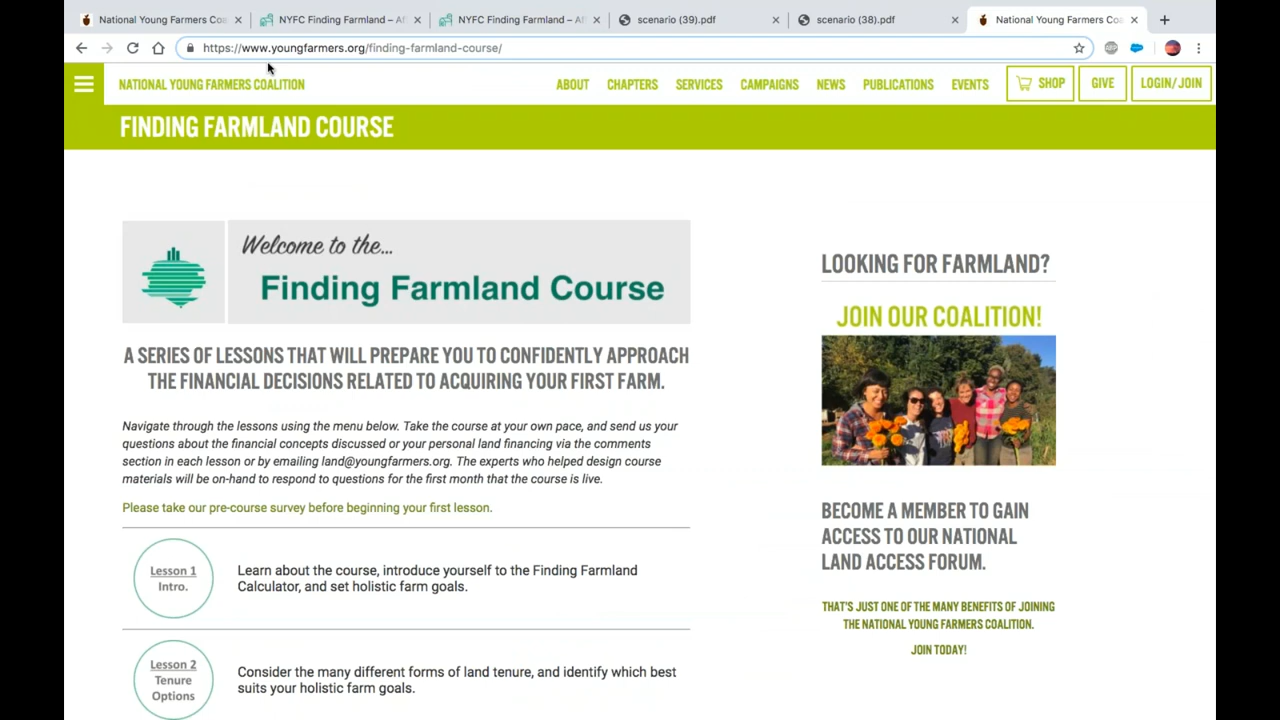 National Young Farmers Coa
NYFC Finding Farmland – Af
NYFC Finding Farmland – Af
scenario (39).pdf
scenario (38).pdf
National Young Farmers Coa
https://www.youngfarmers.org/finding-farmland-course/
ABP
NATIONAL YOUNG FARMERS COALITION
ABOUT
CHAPTERS
SERVICES
CAMPAIGNS
NEWS
PUBLICATIONS
EVENTS
SHOP
GIVE
LOGIN/JOIN
FINDING FARMLAND COURSE
Welcome to the...
Finding Farmland Course
A SERIES OF LESSONS THAT WILL PREPARE YOU TO CONFIDENTLY APPROACH
THE FINANCIAL DECISIONS RELATED TO ACQUIRING YOUR FIRST FARM.
Navigate through the lessons using the menu below. Take the course at your own pace, and send us your
questions about the financial concepts discussed or your personal land financing via the comments
section in each lesson or by emailing land@youngfarmers.org. The experts who helped design course
materials will be on-hand to respond to questions for the first month that the course is live.
Please take our pre-course survey before beginning your first lesson.
Lesson 1
Intro.
Learn about the course, introduce yourself to the Finding Farmland
Calculator, and set holistic farm goals.
Lesson 2
Tenure
Options
Consider the many different forms of land tenure, and identify which best
suits your holistic farm goals.
LOOKING FOR FARMLAND?
JOIN OUR COALITION!
BECOME A MEMBER TO GAIN
ACCESS TO OUR NATIONAL
LAND ACCESS FORUM.
THAT'S JUST ONE OF THE MANY BENEFITS OF JOINING
THE NATIONAL YOUNG FARMERS COALITION.
JOIN TODAY!